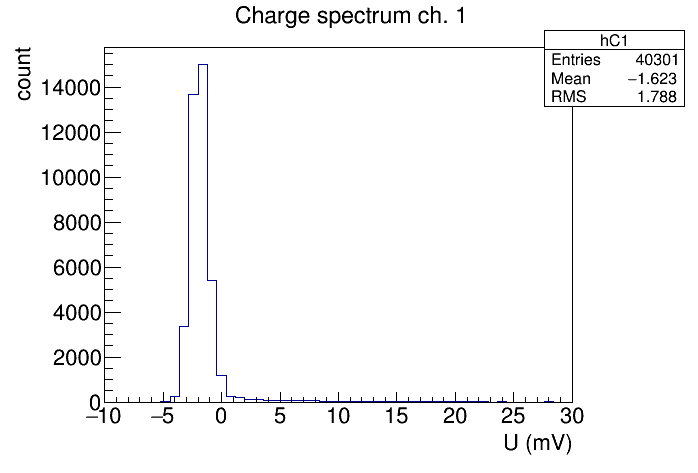 Charge spectrum ch. 1
hC1
Entries 40301
Mean −1.623
RMS 1.788
count
14000
12000
10000
8000
6000
4000
2000
0
−10 −5 0 5 10 15 20 25 30
U (mV)